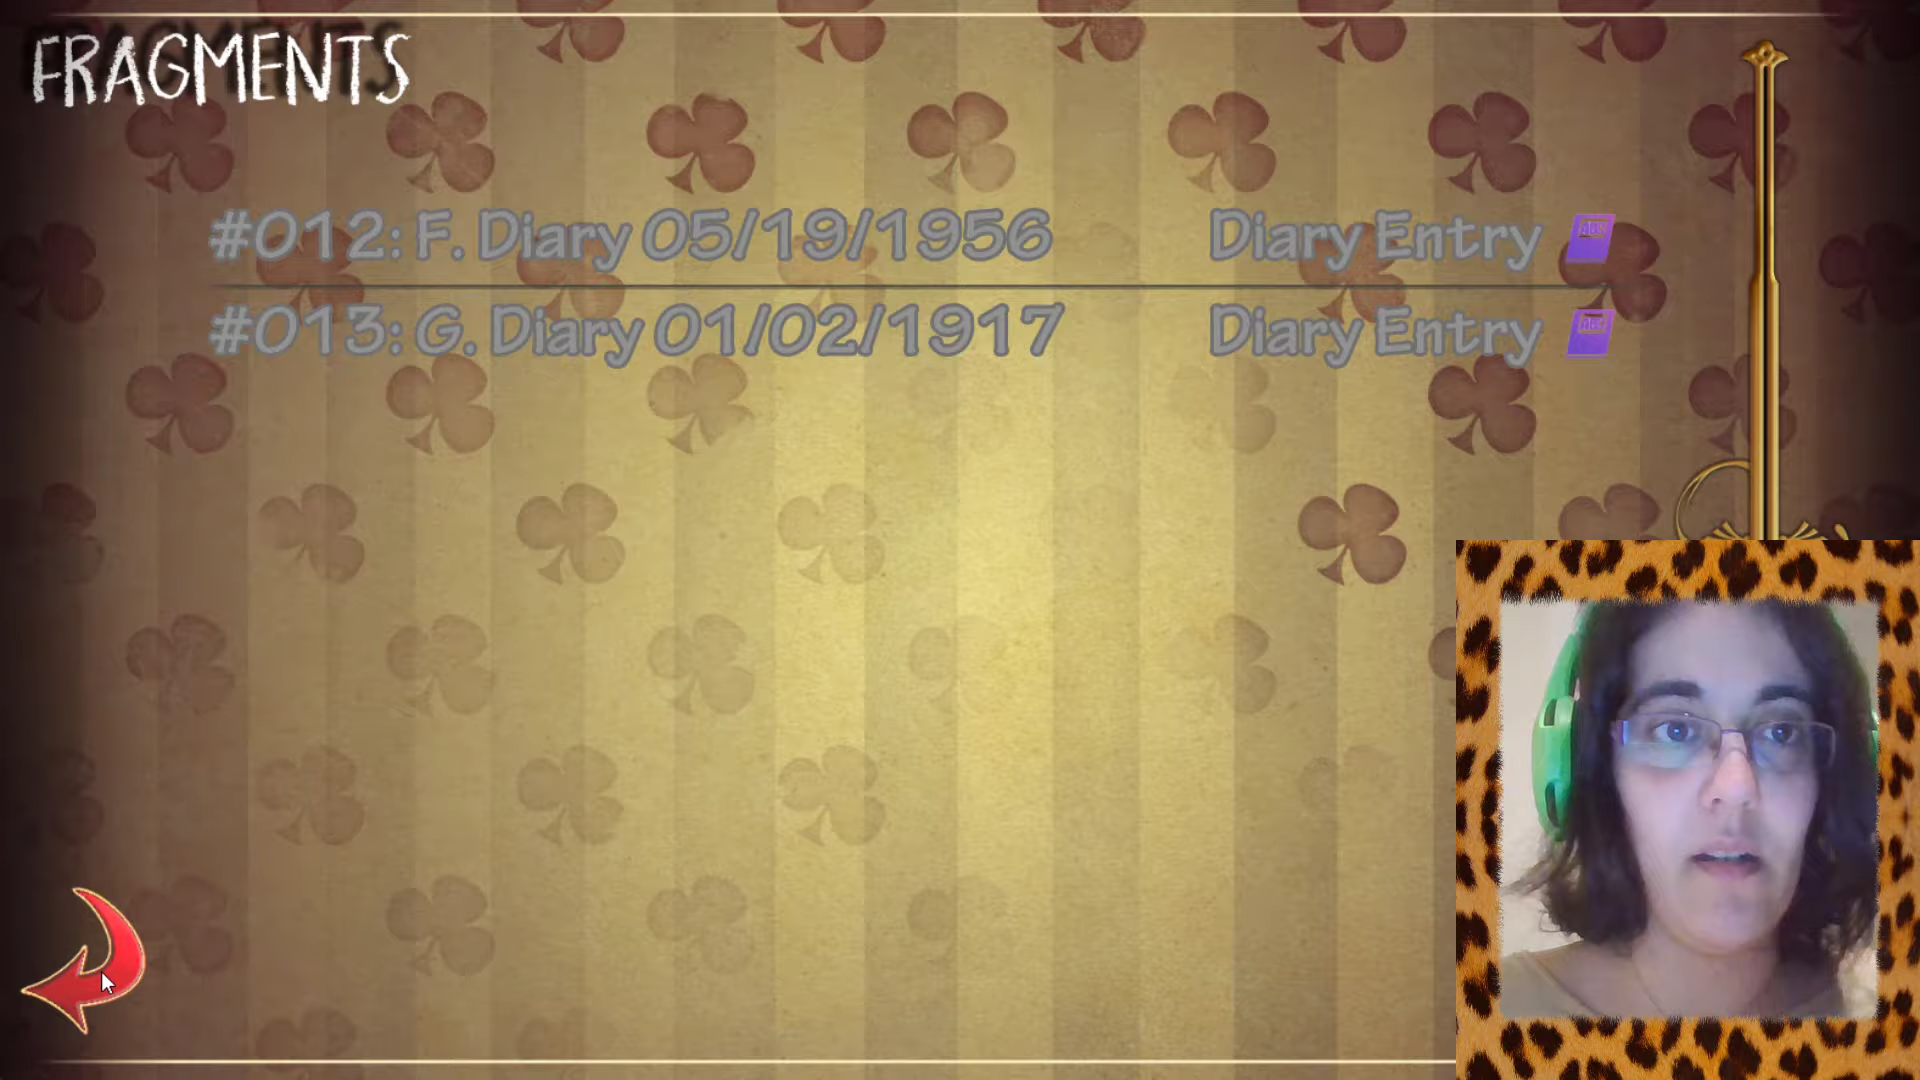 FRAGMENTS
#012: F. Diary 05/19/1956 Diary Entry
#013: G. Diary 01/02/1917 Diary Entry